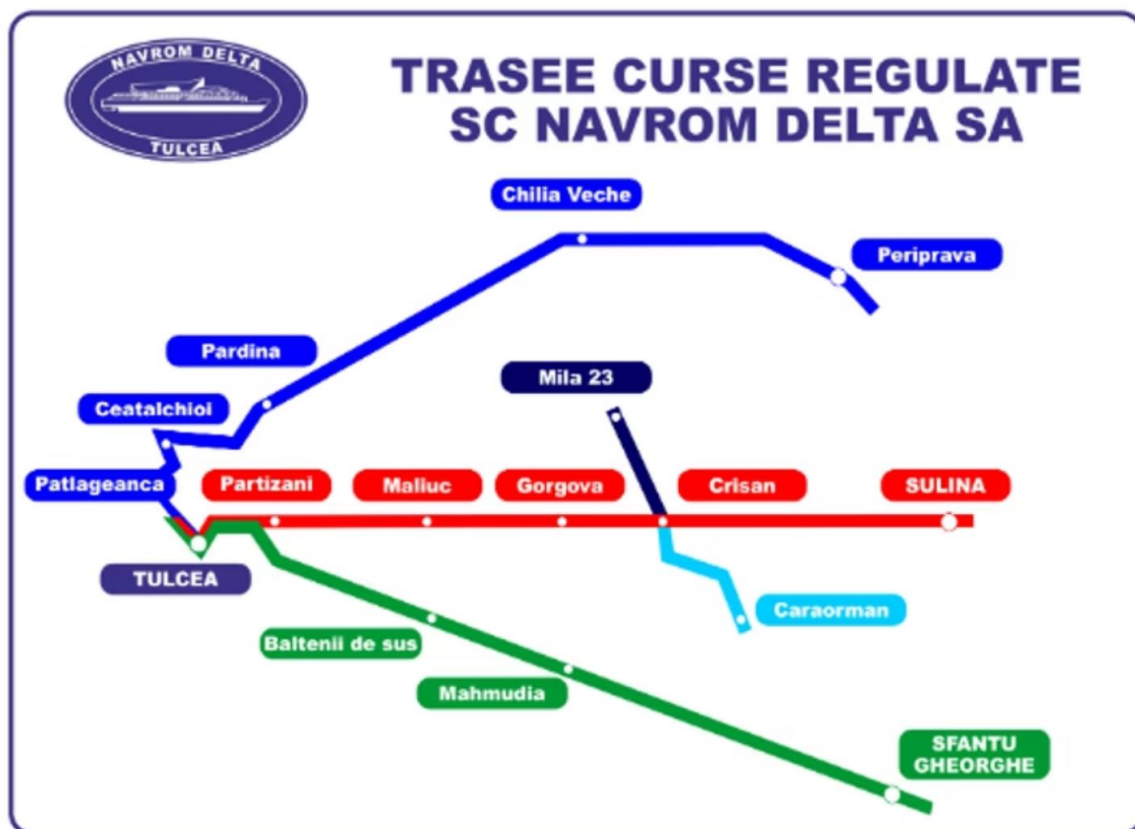 NAVROM DELTA
TULCEA
TRASEE CURSE REGULATE
SC NAVROM DELTA SA
Chilia Veche
Periprava
Pardina
Mila 23
Ceatalchioi
Patlageanca
Partizani
Maliuc
Gorgova
Crisan
SULINA
TULCEA
Caraorman
Baltenii de sus
Mahmudia
SFANTU
GHEORGHE